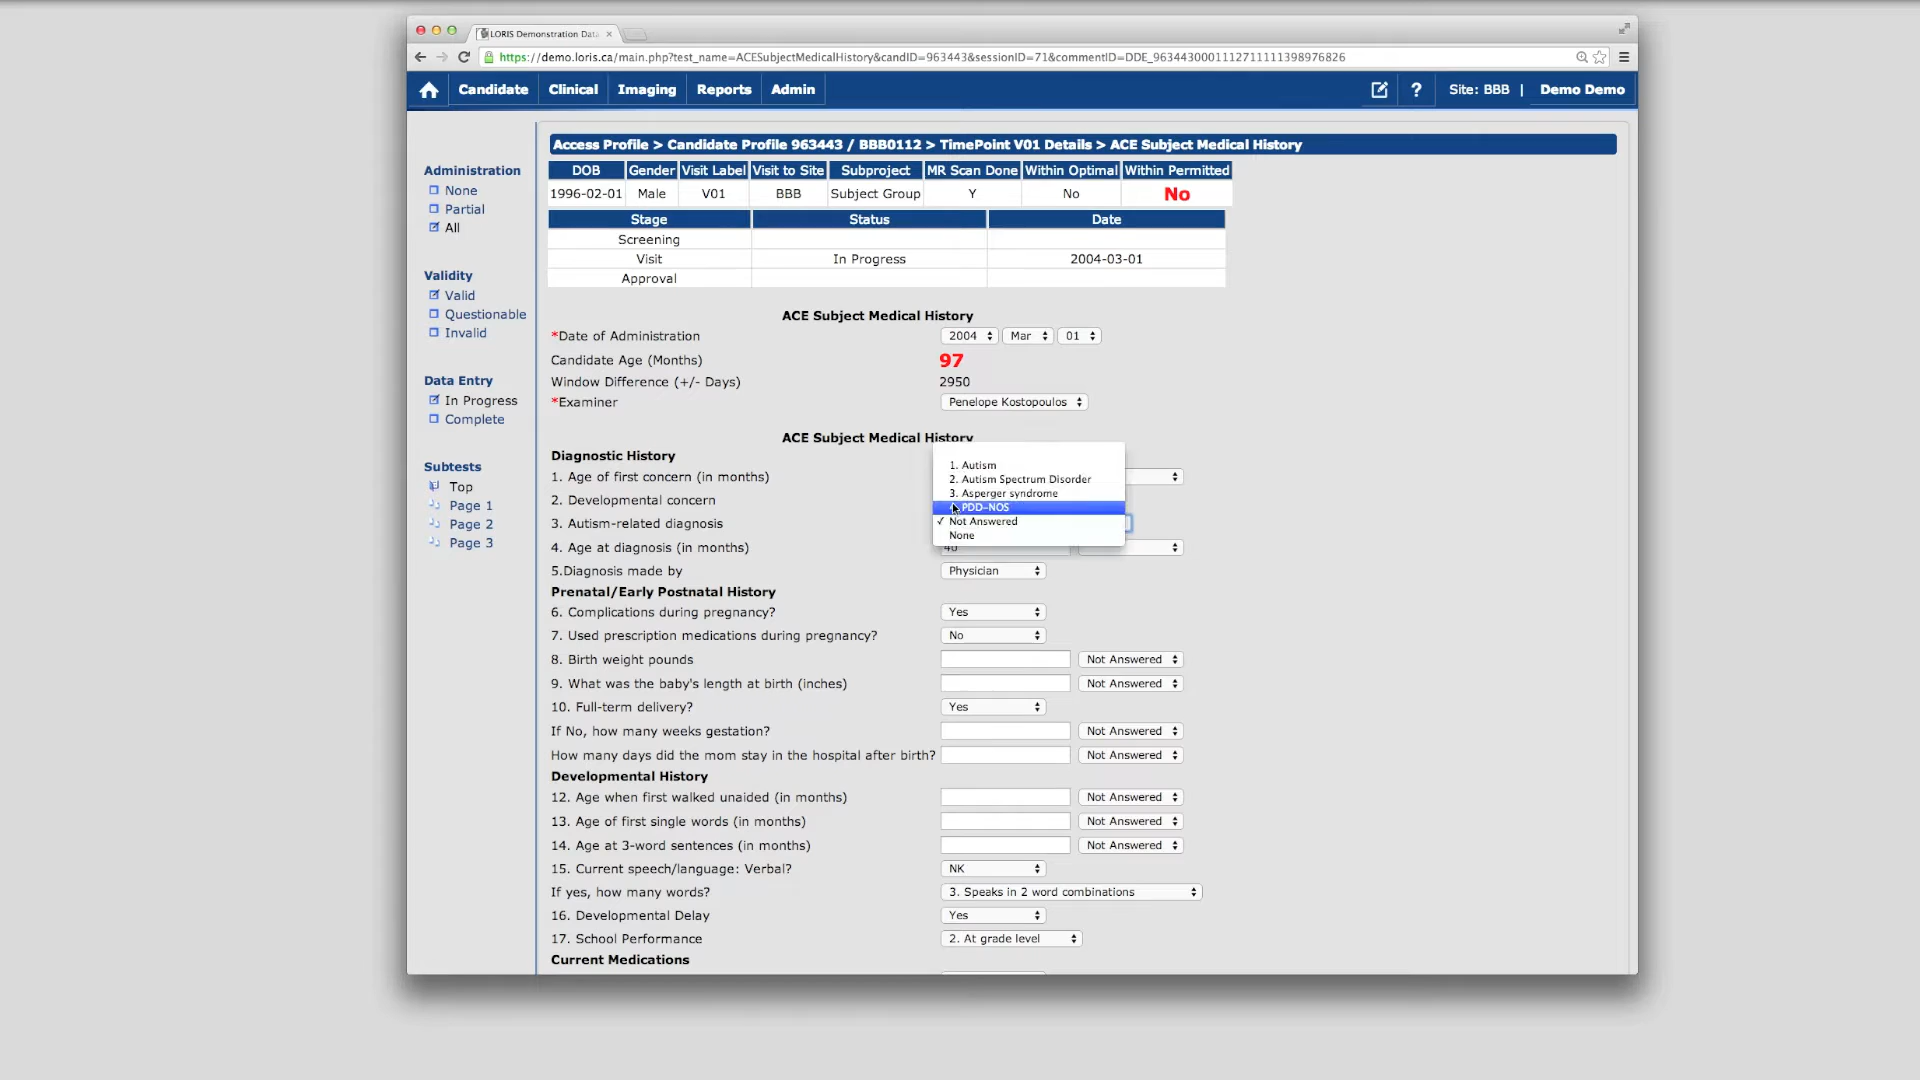 LORIS Demonstration Data
https://demo.loris.ca/main.php?test_name=ACESubjectMedicalHistory&candID=963443&sessionID=71&commentID=DDE_9634430001112711111398976826
Candidate Clinical Imaging Reports Admin ? Site: BBB | Demo Demo
Access Profile > Candidate Profile 963443 / BBB0112 > TimePoint V01 Details > ACE Subject Medical History
DOB Gender Visit Label Visit to Site Subproject MR Scan Done Within Optimal Within Permitted
1996-02-01 Male V01 BBB Subject Group Y No No
Stage Status Date
Screening
Visit In Progress 2004-03-01
Approval
Administration
None
Partial
All
Validity
Valid
Questionable
Invalid
Data Entry
In Progress
Complete
Subtests
Top
Page 1
Page 2
Page 3
ACE Subject Medical History
*Date of Administration 2004 Mar 01
Candidate Age (Months) 97
Window Difference (+/- Days) 2950
*Examiner Penelope Kostopoulos
ACE Subject Medical History
Diagnostic History
1. Age of first concern (in months)
2. Developmental concern
3. Autism-related diagnosis
1. Autism
2. Autism Spectrum Disorder
3. Asperger syndrome
PDD-NOS
✓ Not Answered
None
4. Age at diagnosis (in months) 40
5.Diagnosis made by Physician
Prenatal/Early Postnatal History
6. Complications during pregnancy? Yes
7. Used prescription medications during pregnancy? No
8. Birth weight pounds Not Answered
9. What was the baby's length at birth (inches) Not Answered
10. Full-term delivery? Yes
If No, how many weeks gestation? Not Answered
How many days did the mom stay in the hospital after birth? Not Answered
Developmental History
12. Age when first walked unaided (in months) Not Answered
13. Age of first single words (in months) Not Answered
14. Age at 3-word sentences (in months) Not Answered
15. Current speech/language: Verbal? NK
If yes, how many words? 3. Speaks in 2 word combinations
16. Developmental Delay Yes
17. School Performance 2. At grade level
Current Medications